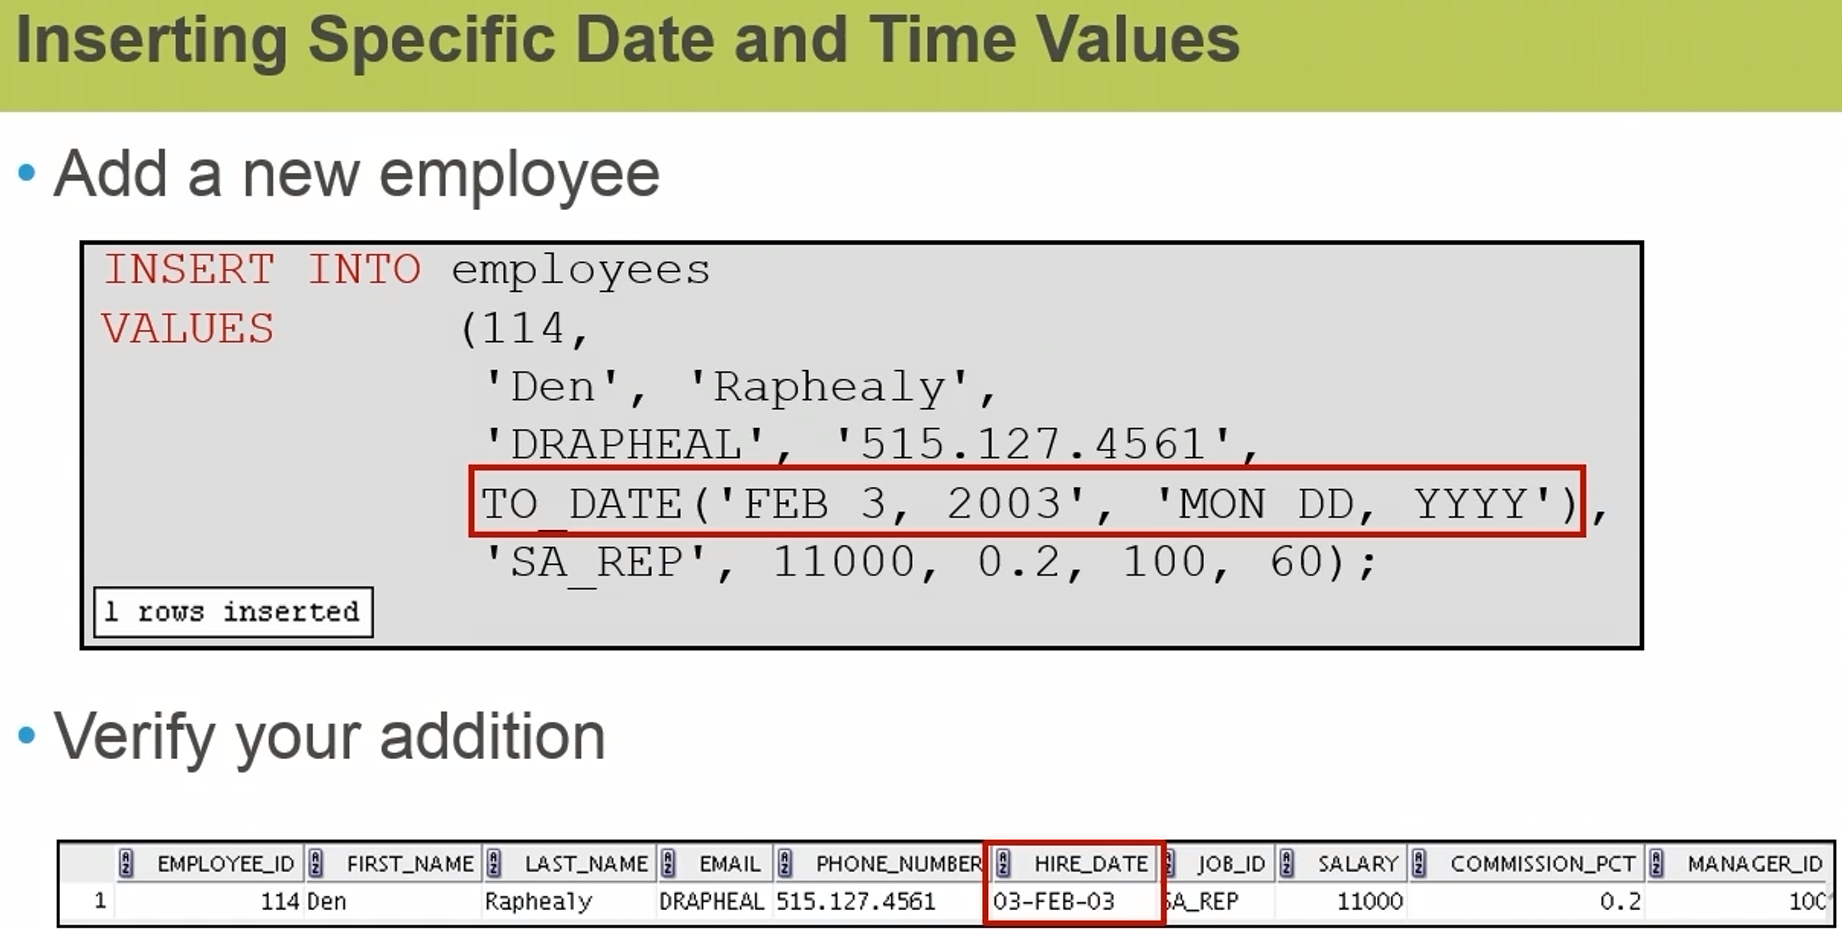 Inserting Specific Date and Time Values
• Add a new employee
INSERT INTO employees
VALUES (114,
'Den', 'Raphealy',
'DRAPHEAL', '515.127.4561',
TO_DATE('FEB 3, 2003', 'MON DD, YYYY'),
'SA_REP', 11000, 0.2, 100, 60);
1 rows inserted
• Verify your addition
EMPLOYEE_ID FIRST_NAME LAST_NAME EMAIL PHONE_NUMBER HIRE_DATE JOB_ID SALARY COMMISSION_PCT MANAGER_ID
1 114 Den Raphealy DRAPHEAL 515.127.4561 03-FEB-03 SA_REP 11000 0.2 100